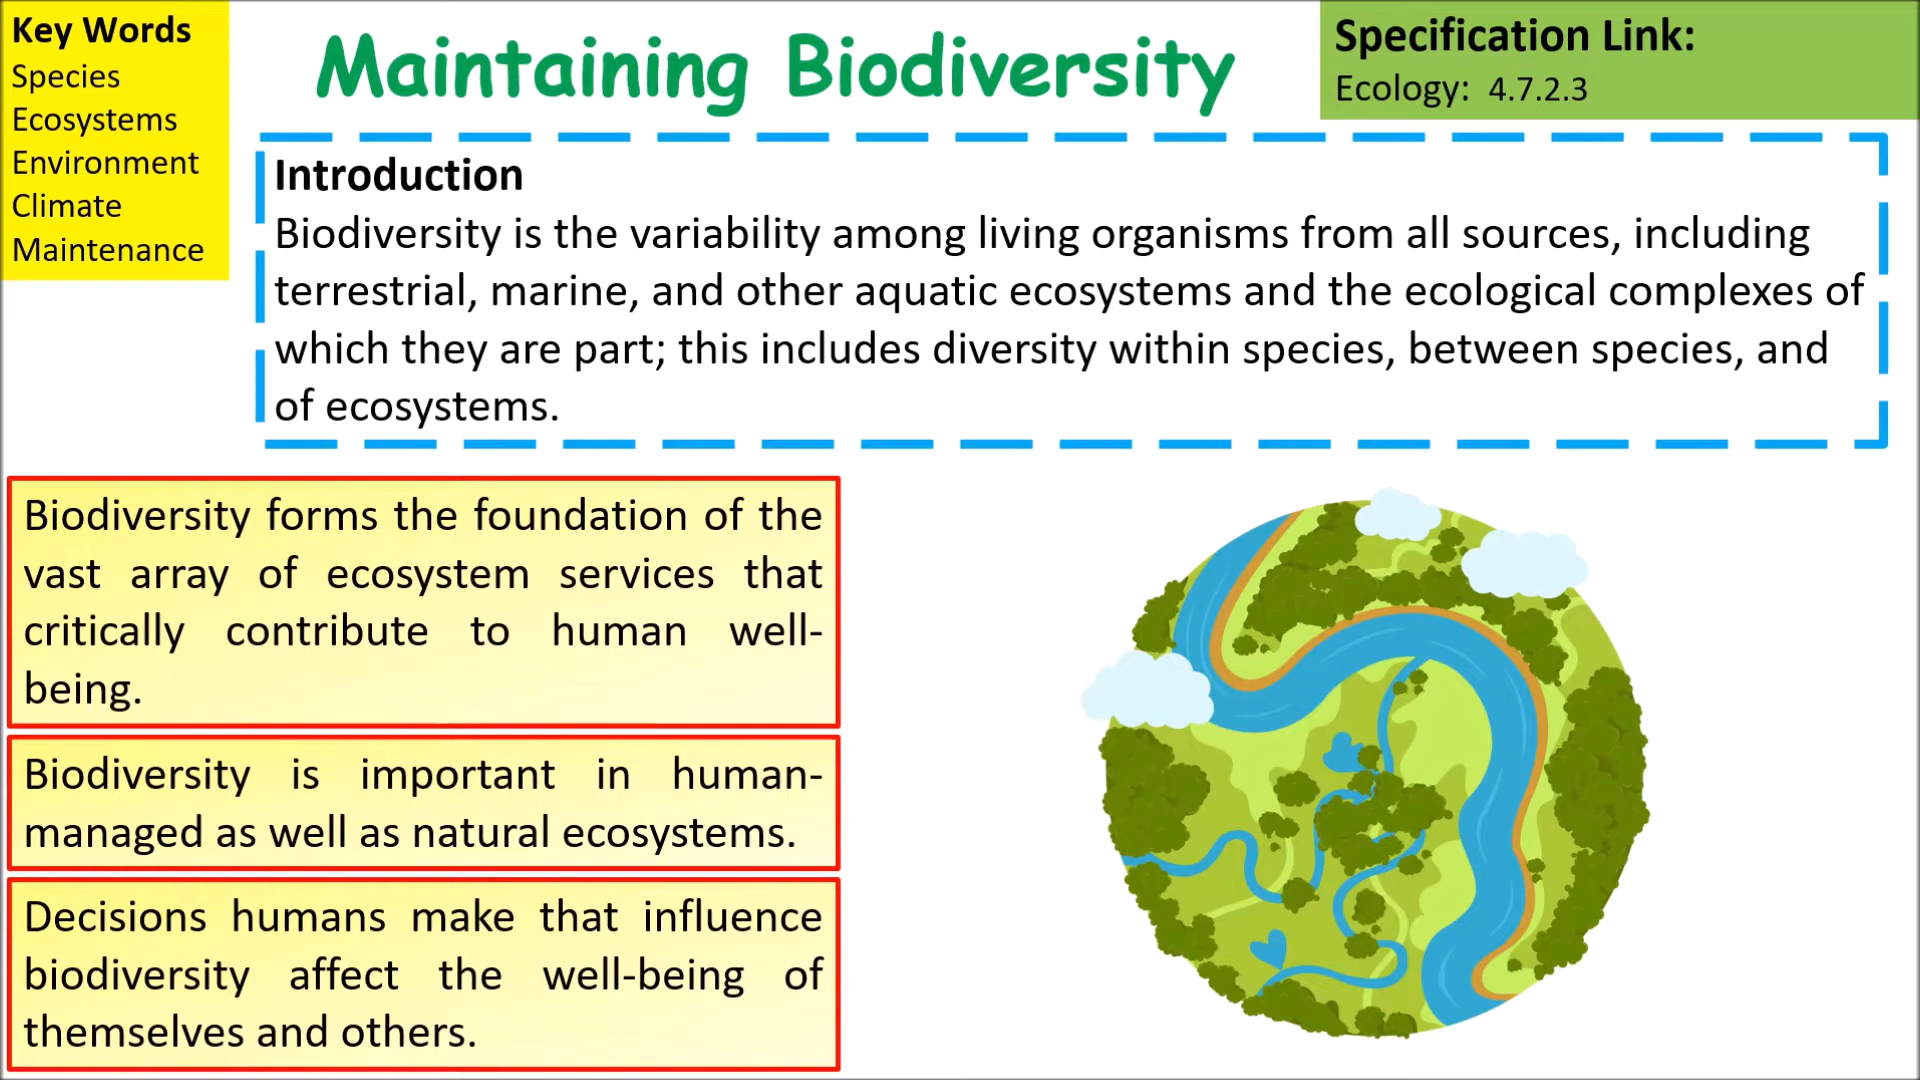 Key Words
Species
Ecosystems
Environment
Climate
Maintenance
Maintaining Biodiversity
Specification Link:
Ecology: 4.7.2.3
Introduction
Biodiversity is the variability among living organisms from all sources, including
terrestrial, marine, and other aquatic ecosystems and the ecological complexes of
which they are part; this includes diversity within species, between species, and
of ecosystems.
Biodiversity forms the foundation of the
vast array of ecosystem services that
critically contribute to human well-
being.
Biodiversity is important in human-
managed as well as natural ecosystems.
Decisions humans make that influence
biodiversity affect the well-being of
themselves and others.